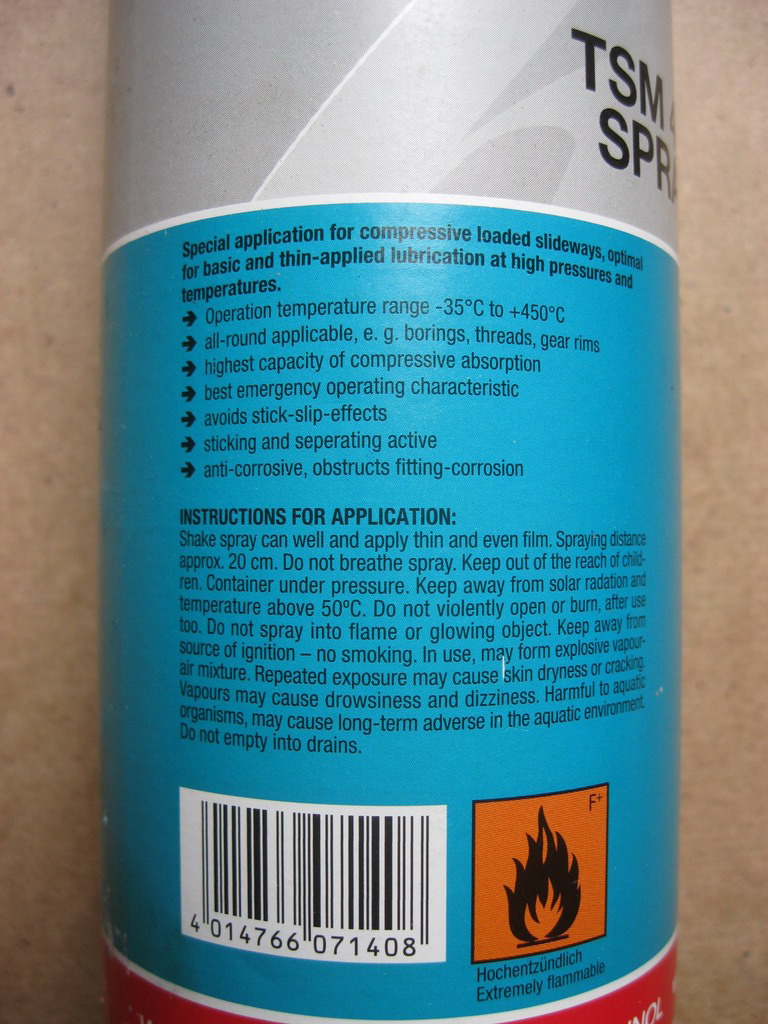 TSM
SPRA
Special application for compressive loaded slideways, optimal
for basic and thin-applied lubrication at high pressures and
temperatures.
➔ Operation temperature range -35°C to +450°C
➔ all-round applicable, e. g. borings, threads, gear rims
➔ highest capacity of compressive absorption
➔ best emergency operating characteristic
➔ avoids stick-slip-effects
➔ sticking and seperating active
➔ anti-corrosive, obstructs fitting-corrosion
INSTRUCTIONS FOR APPLICATION:
Shake spray can well and apply thin and even film. Spraying distance
approx. 20 cm. Do not breathe spray. Keep out of the reach of child-
ren. Container under pressure. Keep away from solar radation and
temperature above 50°C. Do not violently open or burn, after use
too. Do not spray into flame or glowing object. Keep away from
source of ignition – no smoking. In use, may form explosive vapour-
air mixture. Repeated exposure may cause skin dryness or cracking.
Vapours may cause drowsiness and dizziness. Harmful to aquatic
organisms, may cause long-term adverse in the aquatic environment.
Do not empty into drains.
F+
4 014766 071408
Hochentzündlich
Extremely flammable
NOL